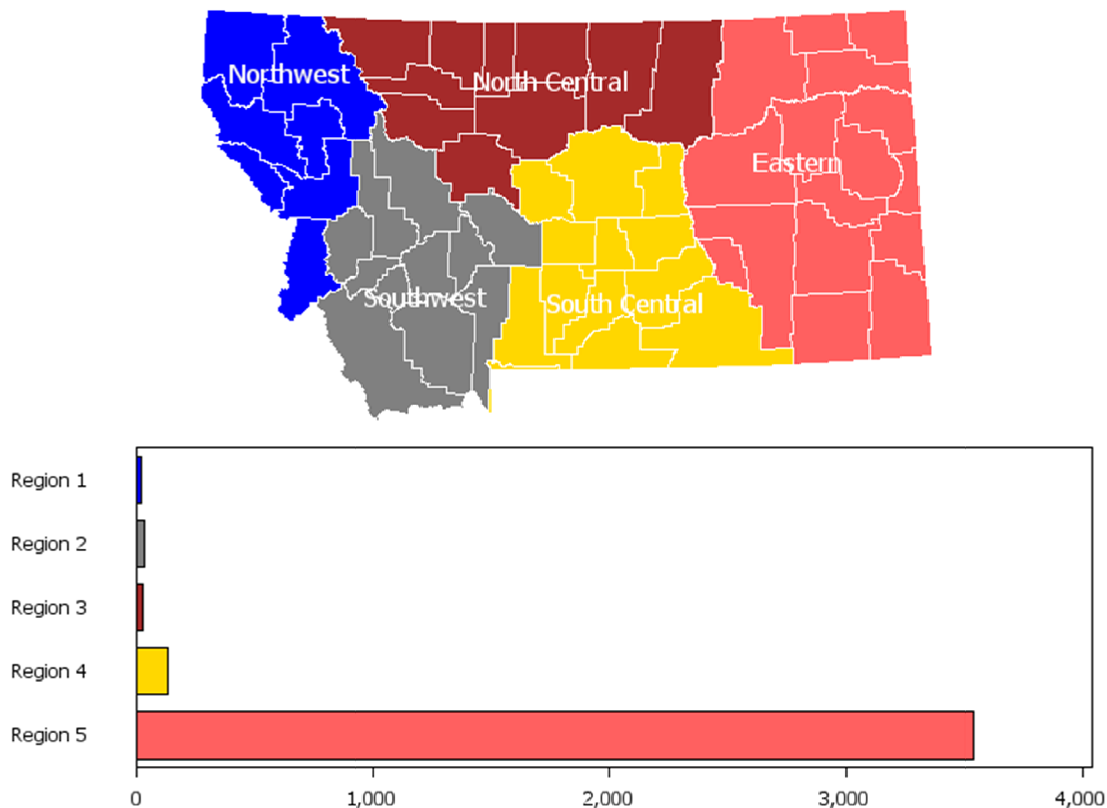 Northwest
North Central
Eastern
Southwest
South Central
Region 1
Region 2
Region 3
Region 4
Region 5
0 1,000 2,000 3,000 4,000